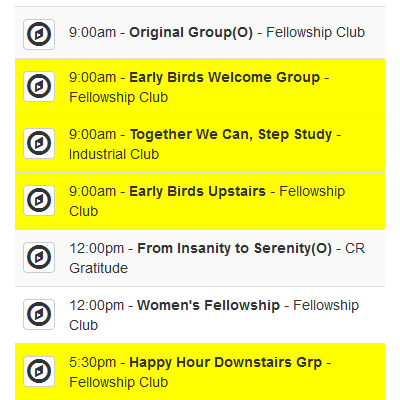 9:00am - Original Group(O) - Fellowship Club
9:00am - Early Birds Welcome Group -
Fellowship Club
9:00am - Together We Can, Step Study -
Industrial Club
9:00am - Early Birds Upstairs - Fellowship
Club
12:00pm - From Insanity to Serenity(O) - CR
Gratitude
12:00pm - Women's Fellowship - Fellowship
Club
5:30pm - Happy Hour Downstairs Grp -
Fellowship Club